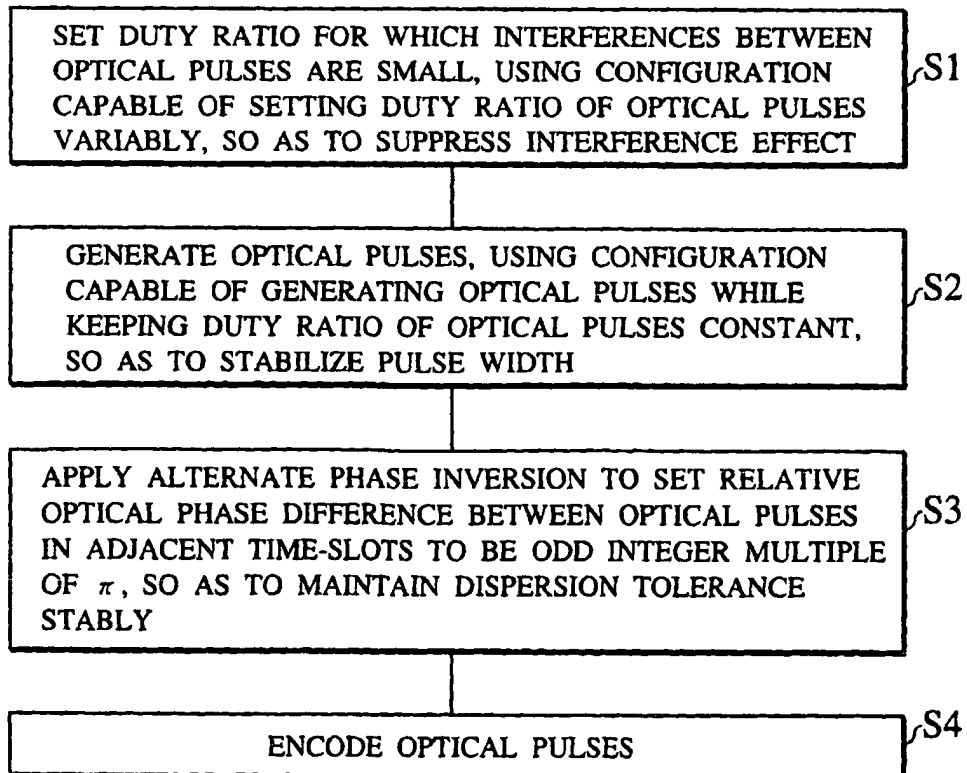 SET DUTY RATIO FOR WHICH INTERFERENCES BETWEEN
OPTICAL PULSES ARE SMALL, USING CONFIGURATION
CAPABLE OF SETTING DUTY RATIO OF OPTICAL PULSES
VARIABLY, SO AS TO SUPPRESS INTERFERENCE EFFECT
S1
GENERATE OPTICAL PULSES, USING CONFIGURATION
CAPABLE OF GENERATING OPTICAL PULSES WHILE
KEEPING DUTY RATIO OF OPTICAL PULSES CONSTANT,
SO AS TO STABILIZE PULSE WIDTH
S2
APPLY ALTERNATE PHASE INVERSION TO SET RELATIVE
OPTICAL PHASE DIFFERENCE BETWEEN OPTICAL PULSES
IN ADJACENT TIME-SLOTS TO BE ODD INTEGER MULTIPLE
OF π, SO AS TO MAINTAIN DISPERSION TOLERANCE
STABLY
S3
ENCODE OPTICAL PULSES
S4